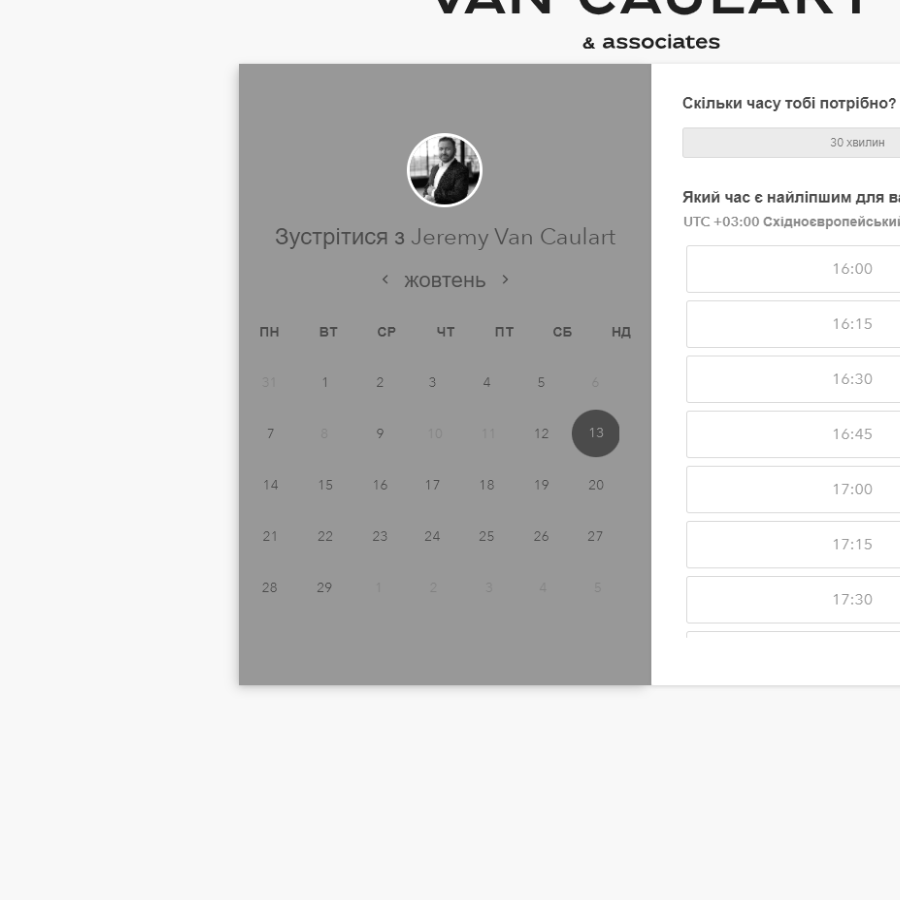 VAN CAULART
& associates
Зустрітися з Jeremy Van Caulart
жовтень
ПН ВТ СР ЧТ ПТ СБ НД
31 1 2 3 4 5 6
7 8 9 10 11 12 13
14 15 16 17 18 19 20
21 22 23 24 25 26 27
28 29 1 2 3 4 5
Скільки часу тобі потрібно?
30 хвилин
Який час є найліпшим для
UTC +03:00 Східноєвропейський
16:00
16:15
16:30
16:45
17:00
17:15
17:30